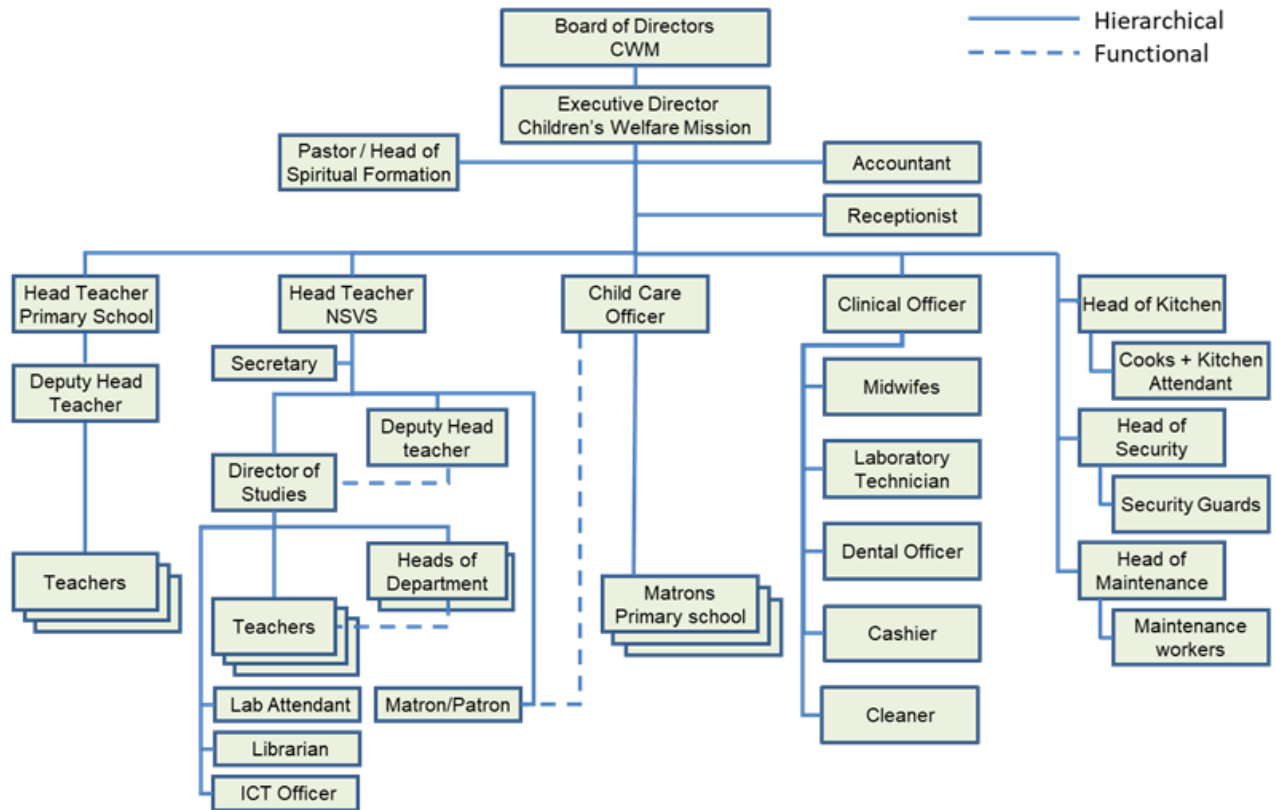 Board of Directors
CWM
Hierarchical
Functional
Executive Director
Children's Welfare Mission
Pastor / Head of
Spiritual Formation
Accountant
Receptionist
Head Teacher
Primary School
Head Teacher
NSVS
Child Care
Officer
Clinical Officer
Head of Kitchen
Secretary
Cooks + Kitchen
Attendant
Deputy Head
Teacher
Midwifes
Deputy Head
teacher
Head of
Security
Director of
Studies
Laboratory
Technician
Security Guards
Teachers
Heads of
Department
Dental Officer
Head of
Maintenance
Matrons
Primary school
Teachers
Cashier
Maintenance
workers
Lab Attendant
Matron/Patron
Cleaner
Librarian
ICT Officer